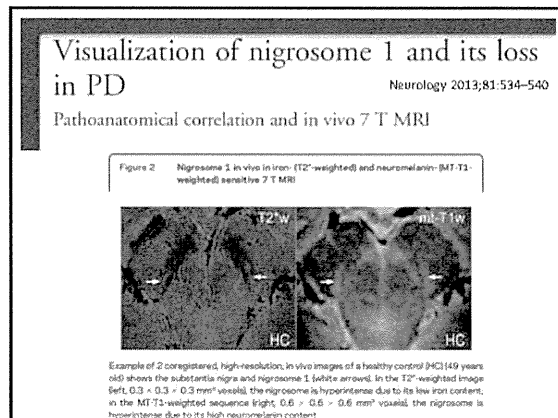 Visualization of nigrosome 1 and its loss
in PD
Neurology 2013;81:534–540
Pathoanatomical correlation and in vivo 7 T MRI
Figure 2 Nigrosome 1 in vivo in iron- (T2*-weighted) and neuromelanin- (MT-T1-
weighted) sensitive 7 T MRI
T2*w mt-T1w
HC HC
Example of 2 coregistered, high-resolution, in vivo images of a healthy control (HC) (49 years
old) shows the substantia nigra and nigrosome 1 (white arrows). In the T2*-weighted image
(left, 0.3 × 0.3 × 0.3 mm³ voxels), the nigrosome is hyperintense due to its low iron content;
in the MT-T1-weighted sequence (right, 0.6 × 0.6 × 0.6 mm³ voxels), the nigrosome is
hyperintense due to its high neuromelanin content